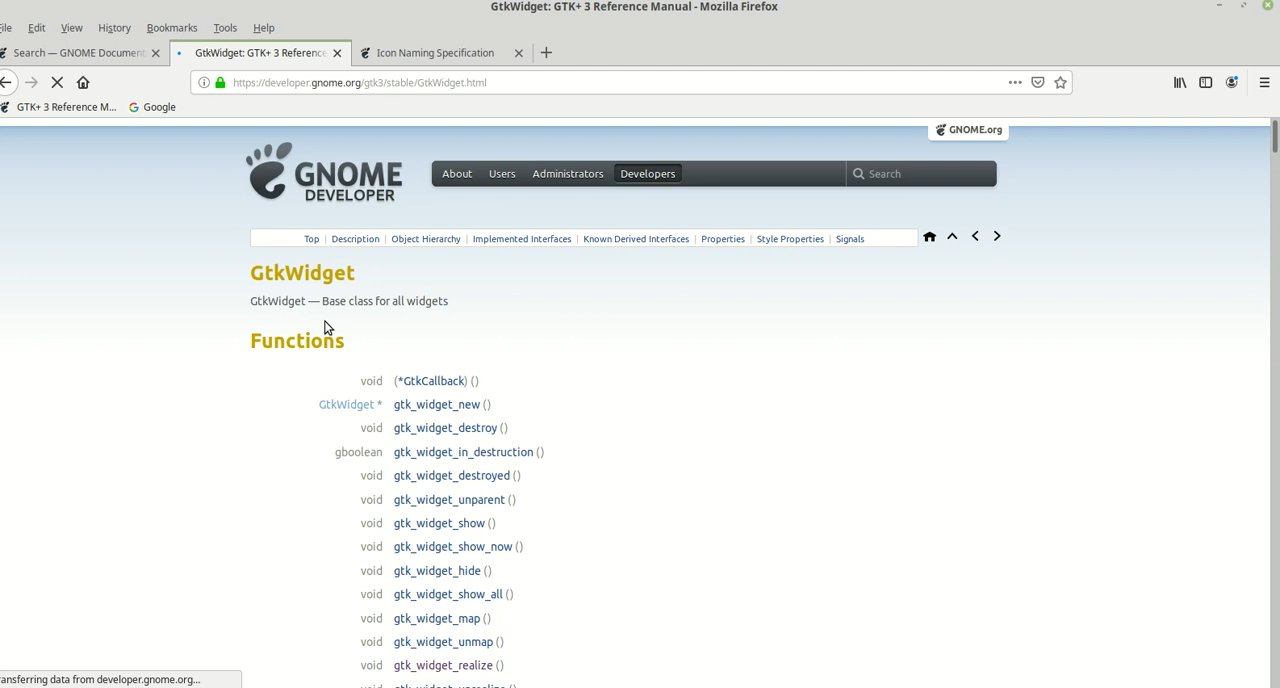 GtkWidget: GTK+ 3 Reference Manual - Mozilla Firefox
ile Edit View History Bookmarks Tools Help
Search — GNOME Document
GtkWidget: GTK+ 3 Reference
Icon Naming Specification
https://developer.gnome.org/gtk3/stable/GtkWidget.html
GTK+ 3 Reference M... Google
GNOME.org
GNOME DEVELOPER
About Users Administrators Developers Search
Top | Description | Object Hierarchy | Implemented Interfaces | Known Derived Interfaces | Properties | Style Properties | Signals
GtkWidget
GtkWidget — Base class for all widgets
Functions
void (*GtkCallback) ()
GtkWidget * gtk_widget_new ()
void gtk_widget_destroy ()
gboolean gtk_widget_in_destruction ()
void gtk_widget_destroyed ()
void gtk_widget_unparent ()
void gtk_widget_show ()
void gtk_widget_show_now ()
void gtk_widget_hide ()
void gtk_widget_show_all ()
void gtk_widget_map ()
void gtk_widget_unmap ()
void gtk_widget_realize ()
ansferring data from developer.gnome.org...